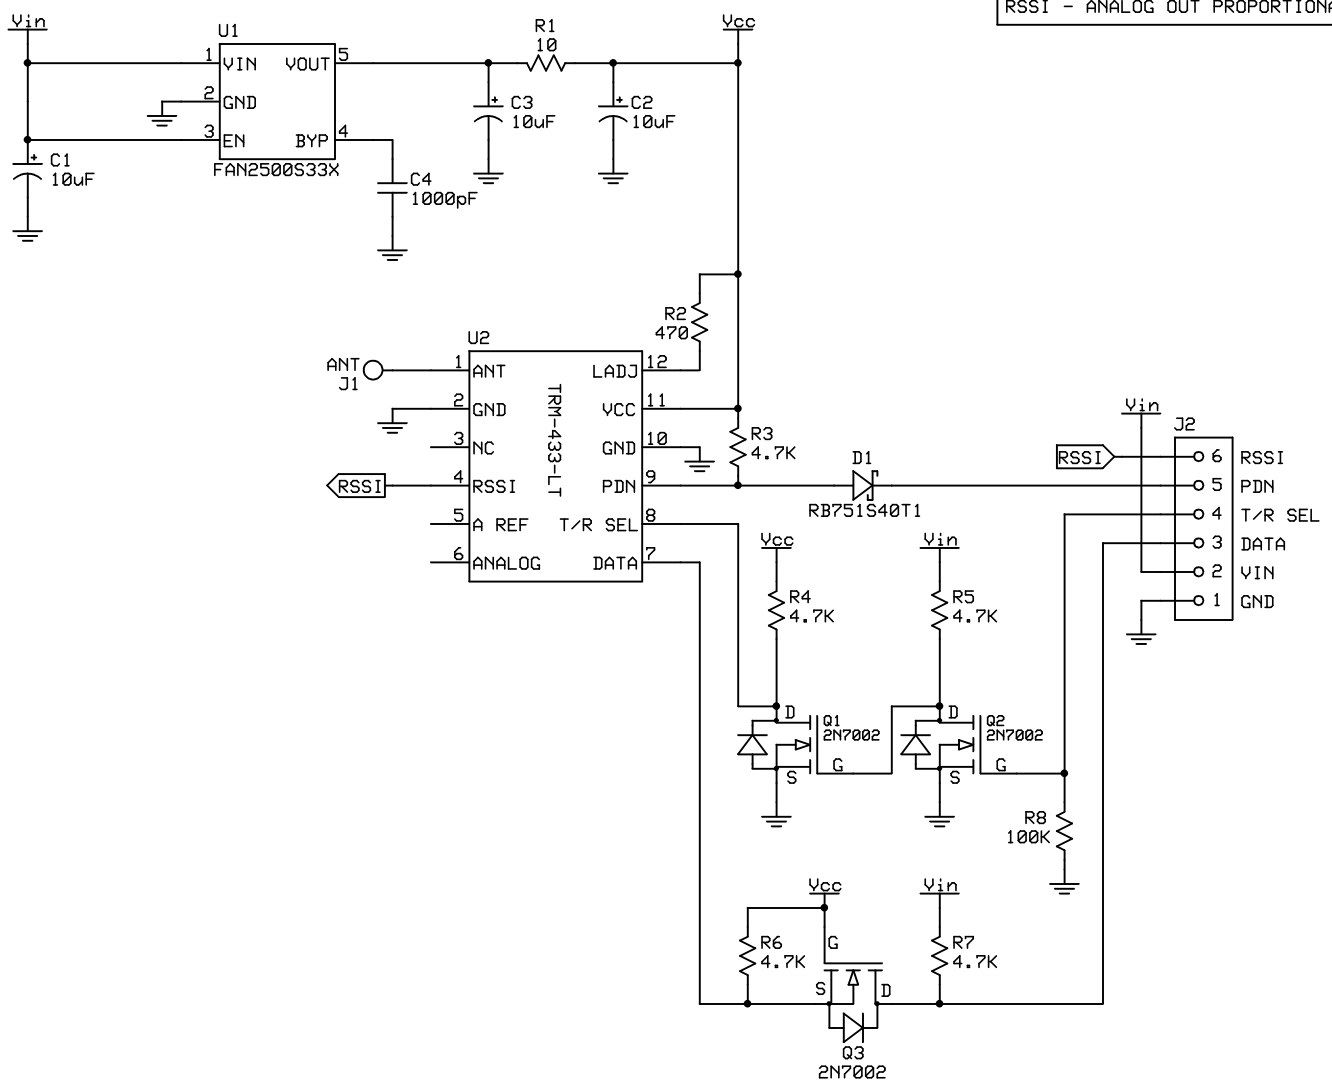 RSSI - ANALOG OUT PROPORTIONA
Vin
U1
1 VIN VOUT 5
2 GND
3 EN BYP 4
FAN2500S33X
C1
10uF
C4
1000pF
R1
10
C3
10uF
C2
10uF
Vcc
R2
470
U2
TRM-433-LT
ANT
J1
1 ANT LADJ 12
2 GND VCC 11
3 NC GND 10
4 RSSI PDN 9
5 A REF T/R SEL 8
6 ANALOG DATA 7
RSSI
R3
4.7K
D1
RB751S40T1
Vin
J2
RSSI
6 RSSI
5 PDN
4 T/R SEL
3 DATA
2 VIN
1 GND
Vcc
R4
4.7K
Vin
R5
4.7K
D
Q1
2N7002
G
S
D
Q2
2N7002
G
S
R8
100K
Vcc
R6
4.7K
G
S
D
Vin
R7
4.7K
Q3
2N7002